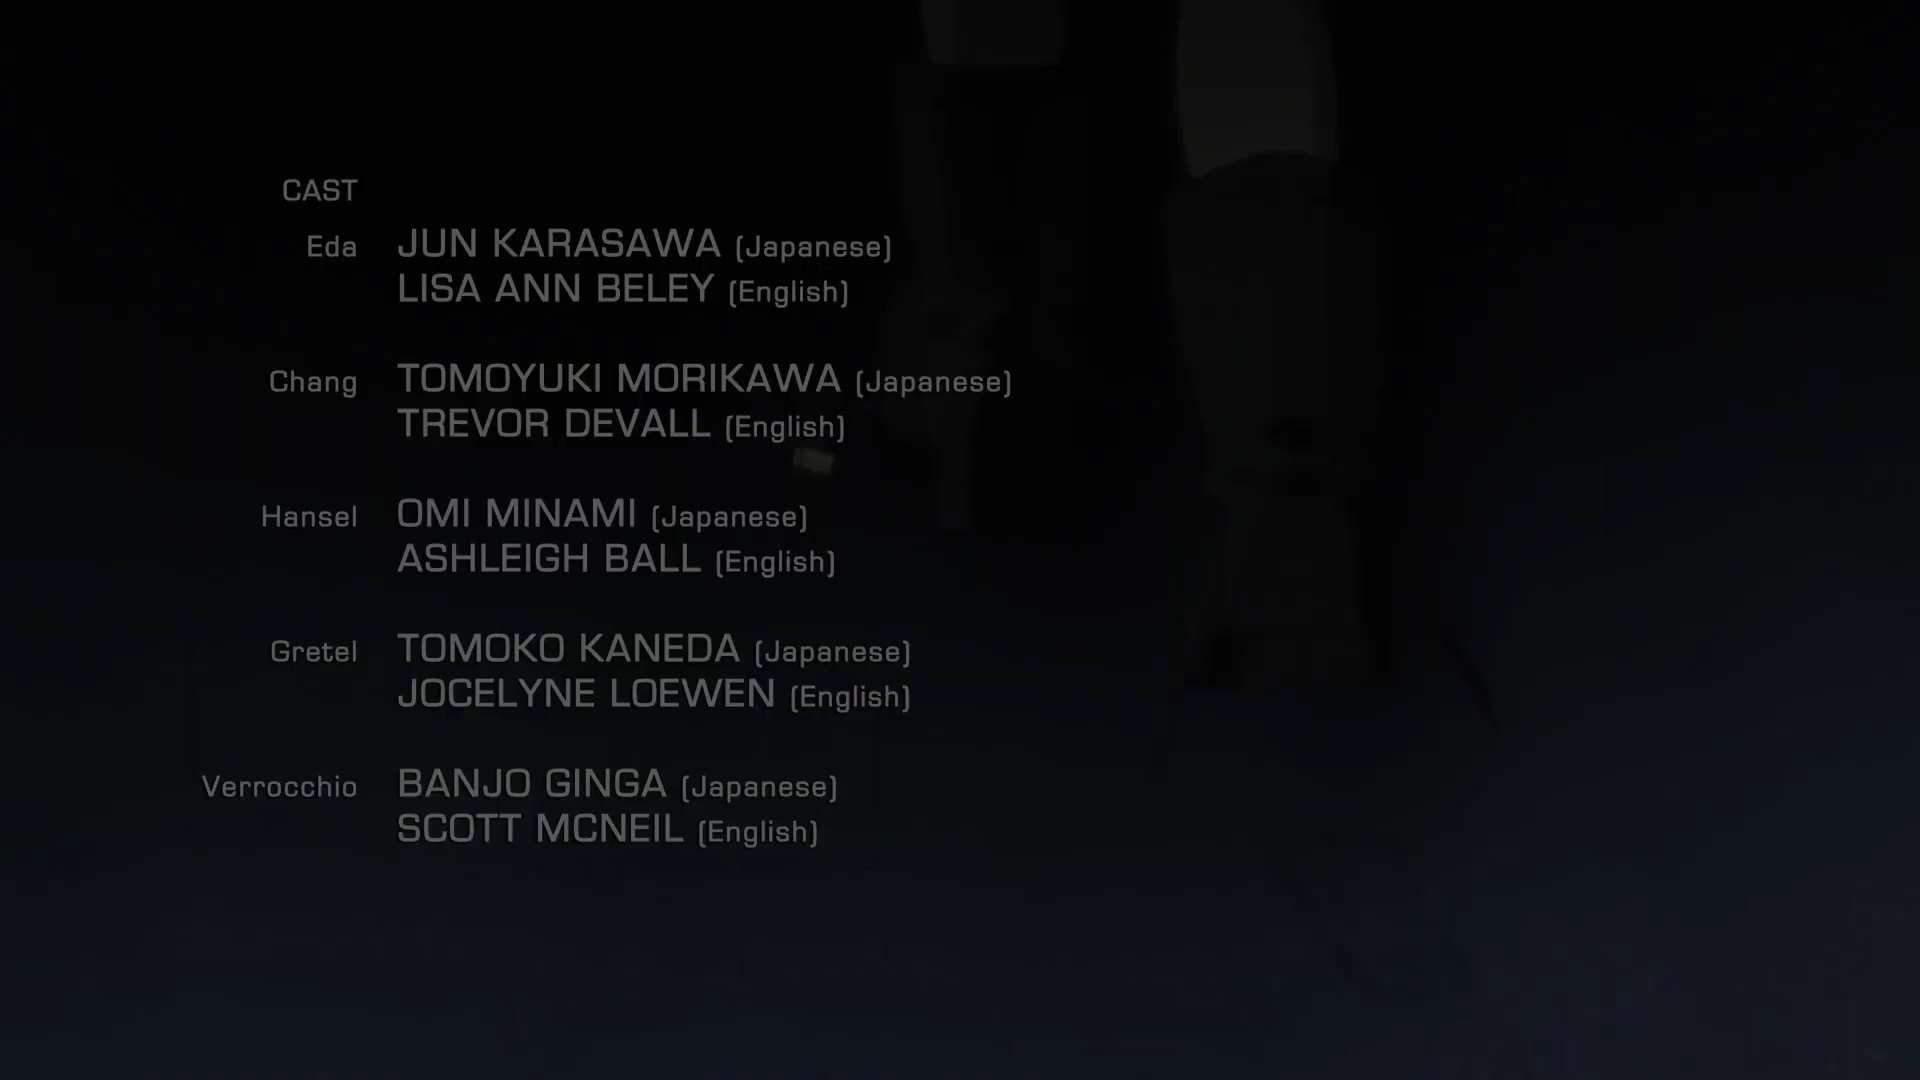 CAST
Eda JUN KARASAWA (Japanese)
LISA ANN BELEY (English)
Chang TOMOYUKI MORIKAWA (Japanese)
TREVOR DEVALL (English)
Hansel OMI MINAMI (Japanese)
ASHLEIGH BALL (English)
Gretel TOMOKO KANEDA (Japanese)
JOCELYNE LOEWEN (English)
Verrocchio BANJO GINGA (Japanese)
SCOTT MCNEIL (English)